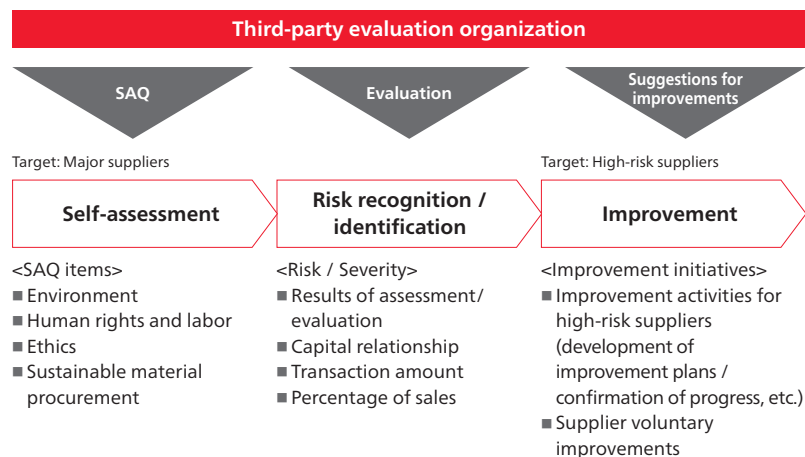 Third-party evaluation organization
SAQ
Evaluation
Suggestions for
improvements
Target: Major suppliers
Target: High-risk suppliers
Self-assessment
Risk recognition /
identification
Improvement
<SAQ items>
■ Environment
■ Human rights and labor
■ Ethics
■ Sustainable material
procurement
<Risk / Severity>
■ Results of assessment/
evaluation
■ Capital relationship
■ Transaction amount
■ Percentage of sales
<Improvement initiatives>
■ Improvement activities for
high-risk suppliers
(development of
improvement plans /
confirmation of progress, etc.)
■ Supplier voluntary
improvements